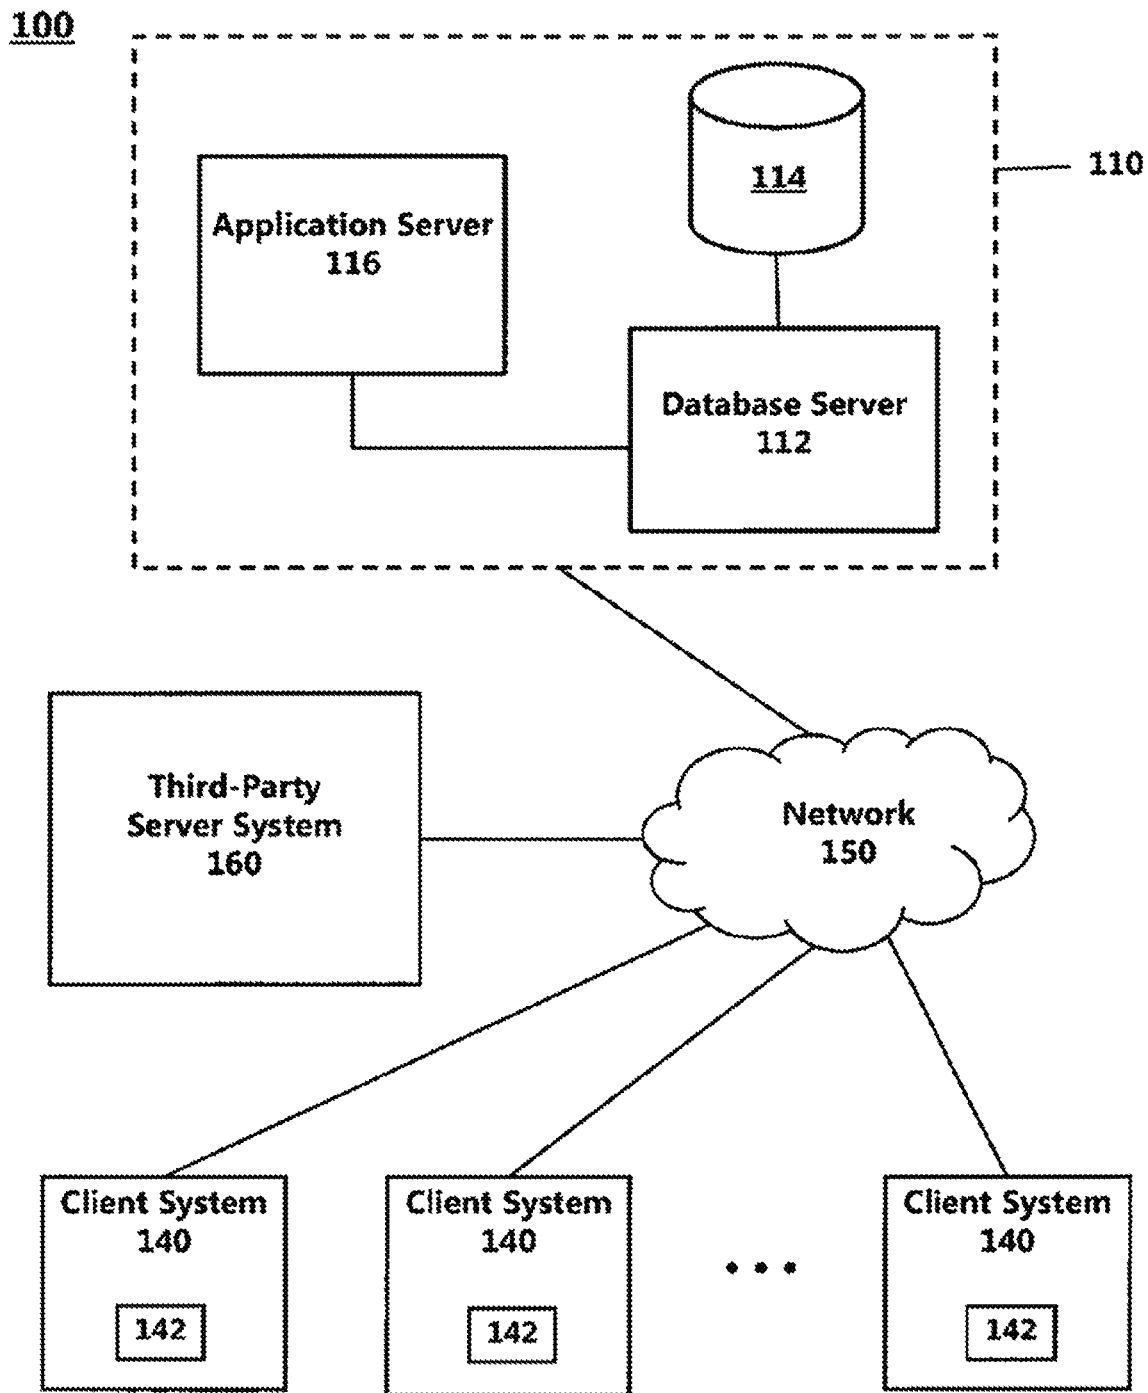 100
110
114
Application Server
116
Database Server
112
Third-Party
Server System
160
Network
150
Client System
140
142
Client System
140
142
Client System
140
142